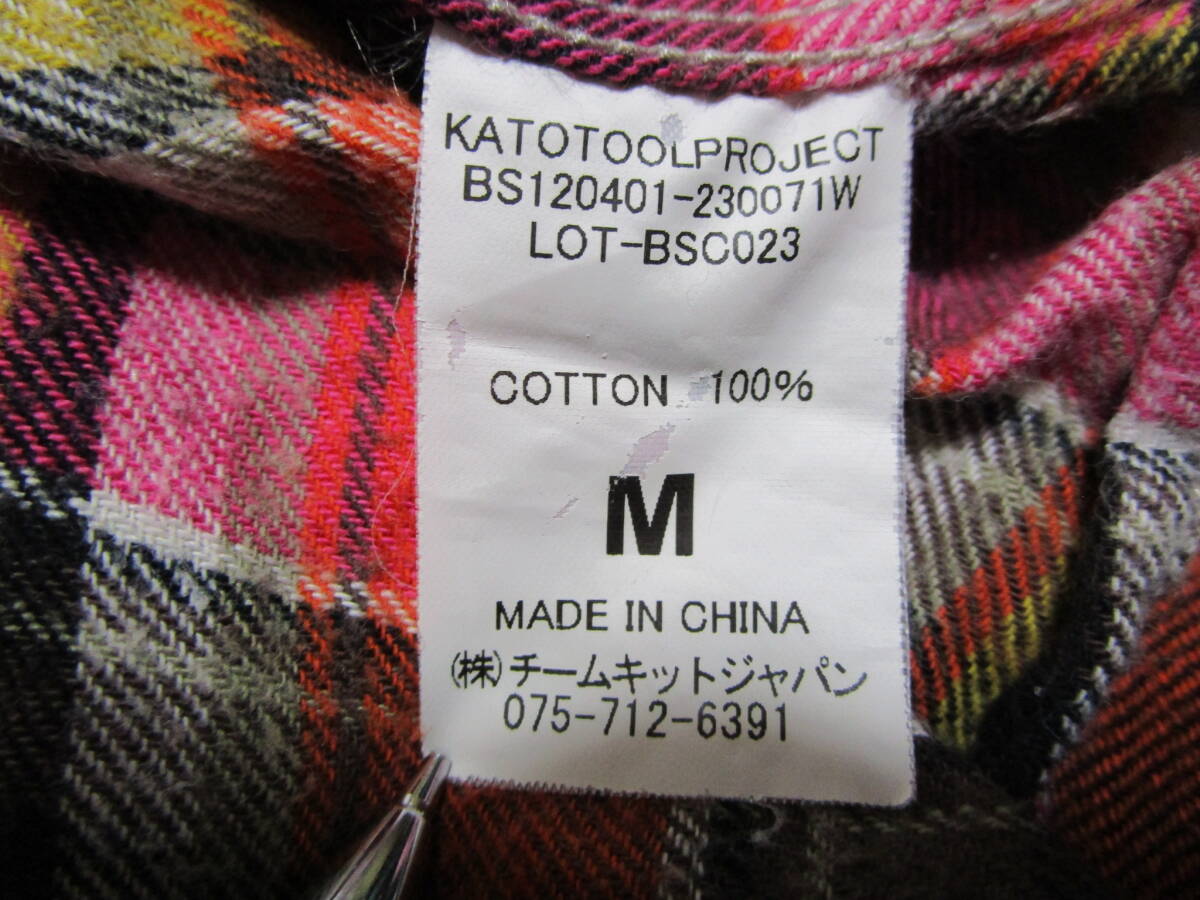 KATOTOOLPROJECT
BS120401-230071W
LOT-BSC023
COTTON 100%
M
MADE IN CHINA
(株)チームキットジャパン
075-712-6391